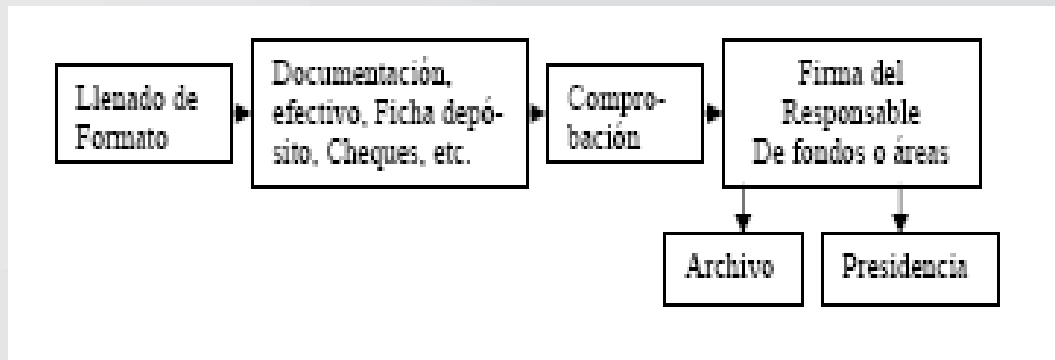 Llenado de
Formato
Documentación,
efectivo, Ficha depó-
sito, Cheques, etc.
Compro-
bación
Firma del
Responsable
De fondos o áreas
Archivo
Presidencia